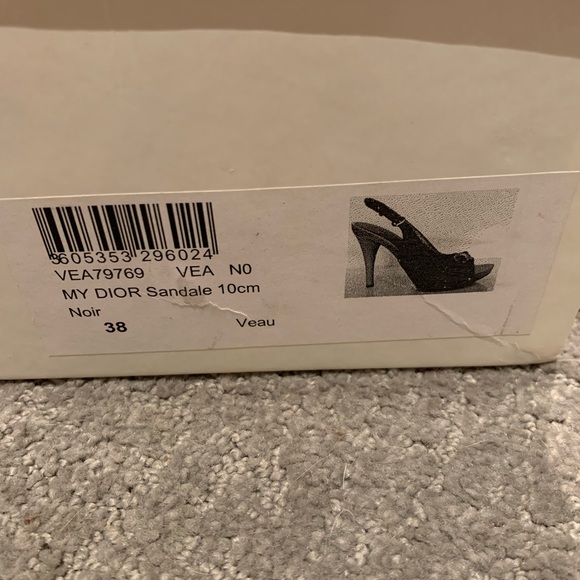 3605353 296024
VEA79769 VEA N0
MY DIOR Sandale 10cm
Noir
38 Veau